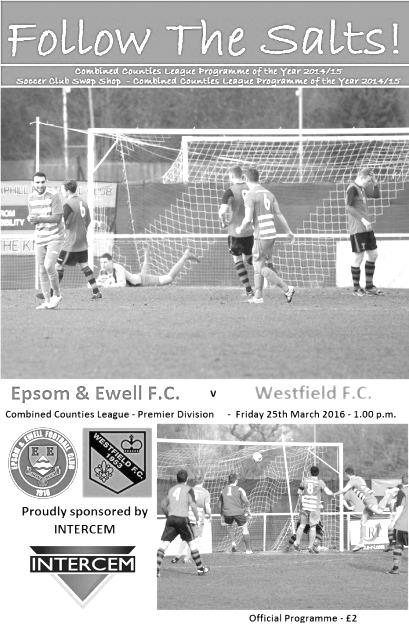 Follow The Salts!
Combined Counties League Programme of the Year 2014/15
Soccer Club Swap Shop - Combined Counties League Programme of the Year 2014/15
THE K
Epsom & Ewell F.C. v Westfield F.C.
Combined Counties League - Premier Division - Friday 25th March 2016 - 1.00 p.m.
EPSOM & EWELL FOOTBALL CLUB
E E
1918
WESTFIELD F.C.
1953
Proudly sponsored by
INTERCEM
INTERCEM
Official Programme - £2